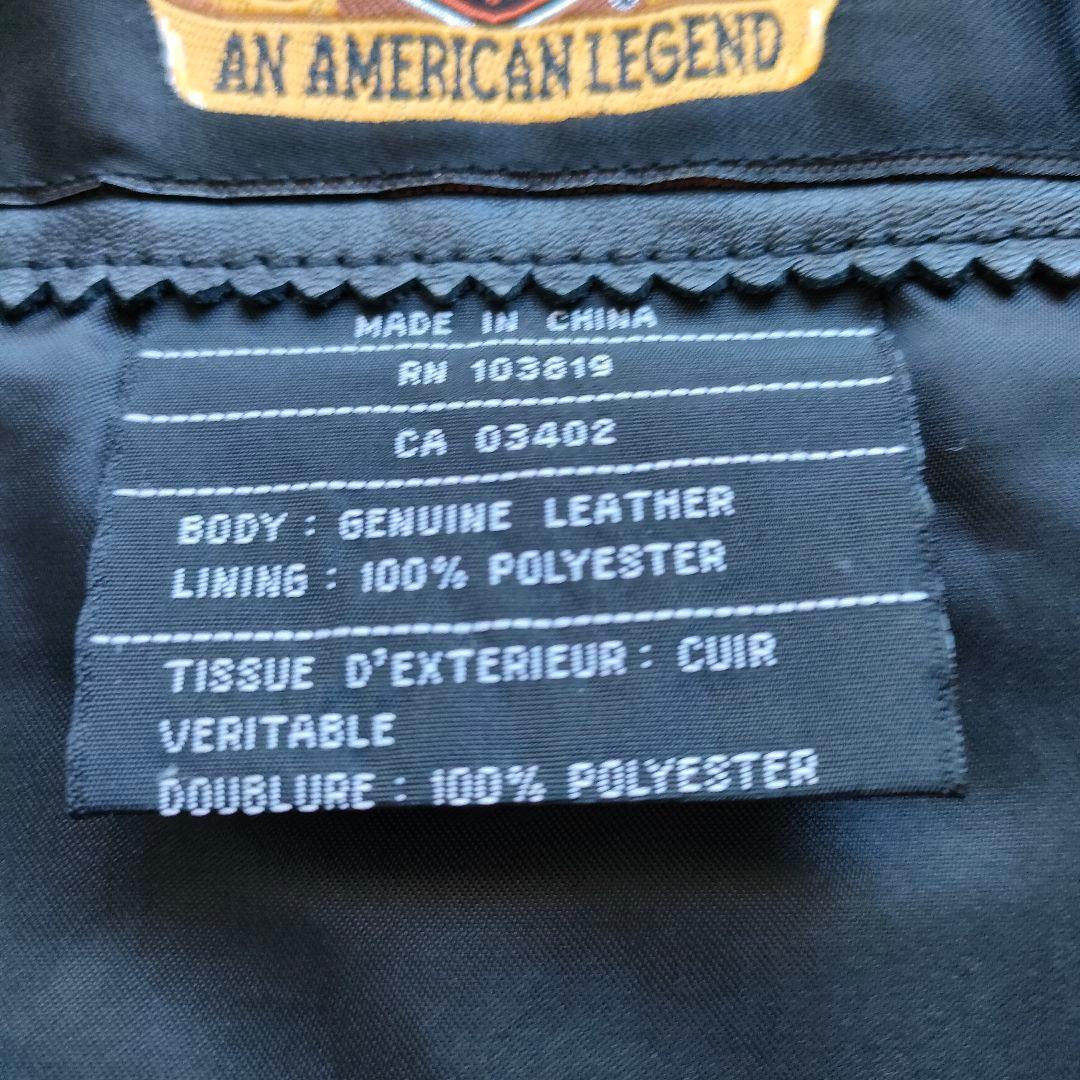 AN AMERICAN LEGEND
®
MADE IN CHINA
RN 103819
CA 03402
BODY : GENUINE LEATHER
LINING : 100% POLYESTER
TISSUE D'EXTERIEUR : CUIR
VERITABLE
DOUBLURE : 100% POLYESTER